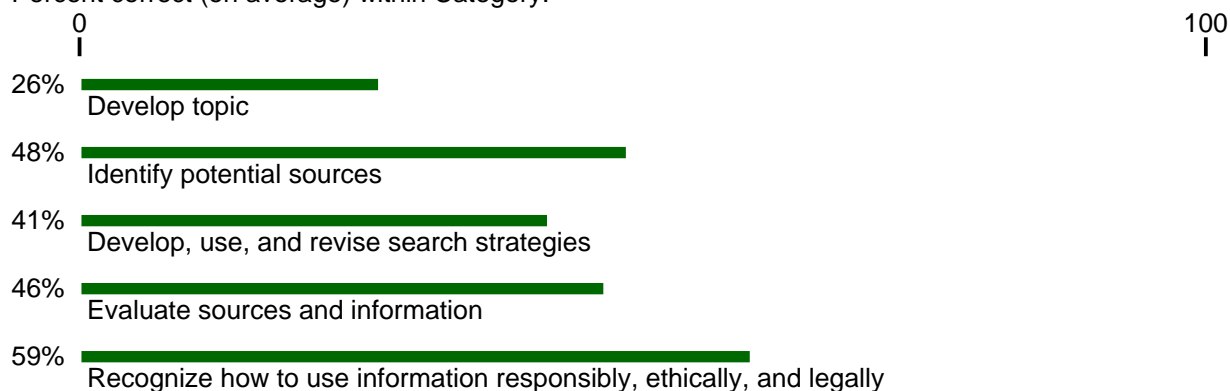 Percent correct (on average) within Category:
0 100
26%
Develop topic
48%
Identify potential sources
41%
Develop, use, and revise search strategies
46%
Evaluate sources and information
59%
Recognize how to use information responsibly, ethically, and legally